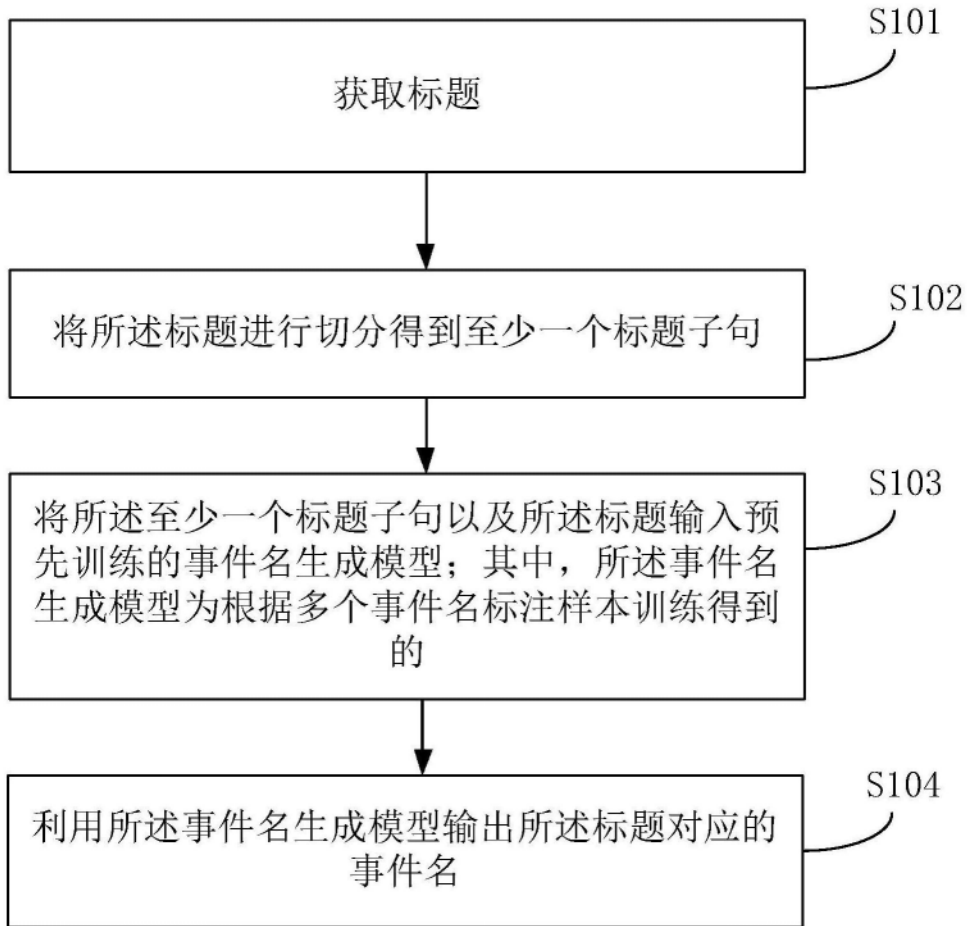 S101
获取标题
S102
将所述标题进行切分得到至少一个标题子句
S103
将所述至少一个标题子句以及所述标题输入预
先训练的事件名生成模型；其中，所述事件名
生成模型为根据多个事件名标注样本训练得到
的
S104
利用所述事件名生成模型输出所述标题对应的
事件名